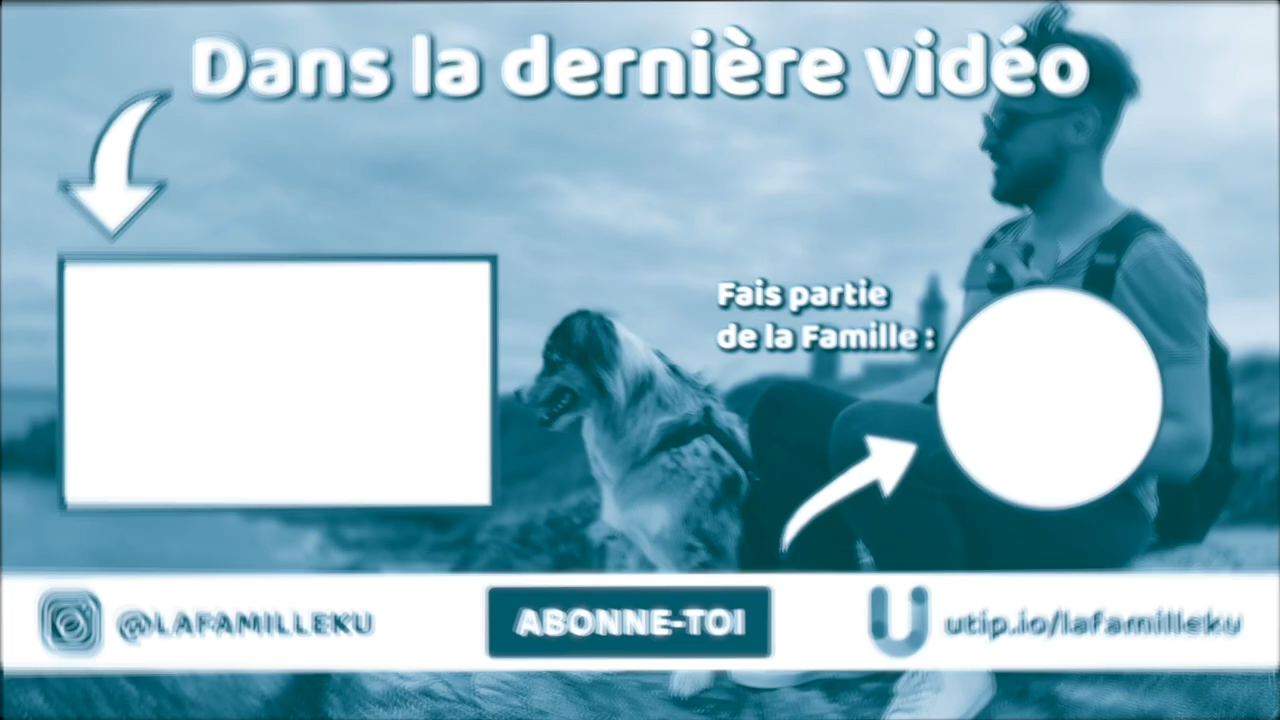 Dans la dernière vidéo
Fais partie
de la Famille :
@LAFAMILLEKU
ABONNE-TOI
utip.io/lafamilleku